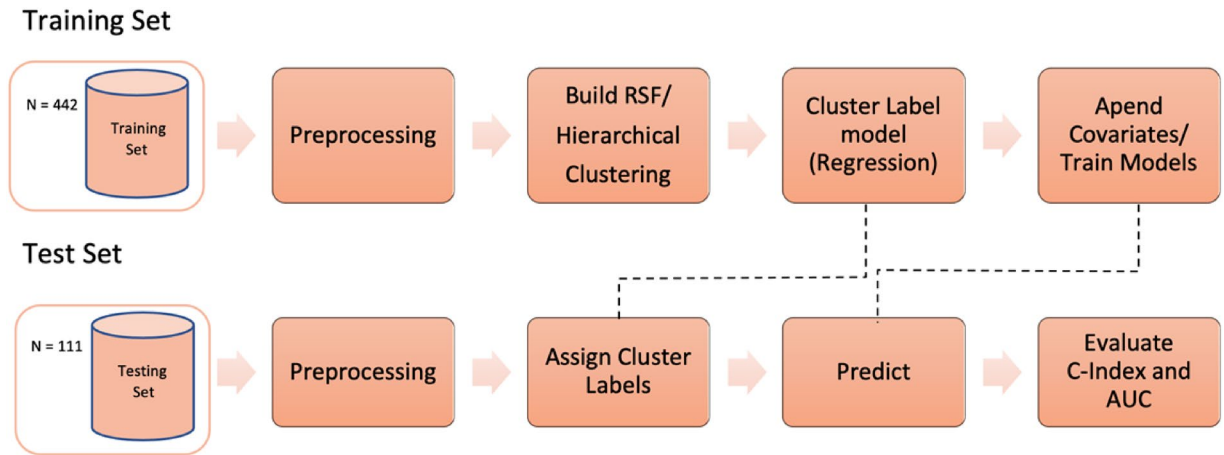 Training Set
N = 442
Training
Set
Preprocessing
Build RSF/
Hierarchical
Clustering
Cluster Label
model
(Regression)
Apend
Covariates/
Train Models
Test Set
N = 111
Testing
Set
Preprocessing
Assign Cluster
Labels
Predict
Evaluate
C-Index and
AUC